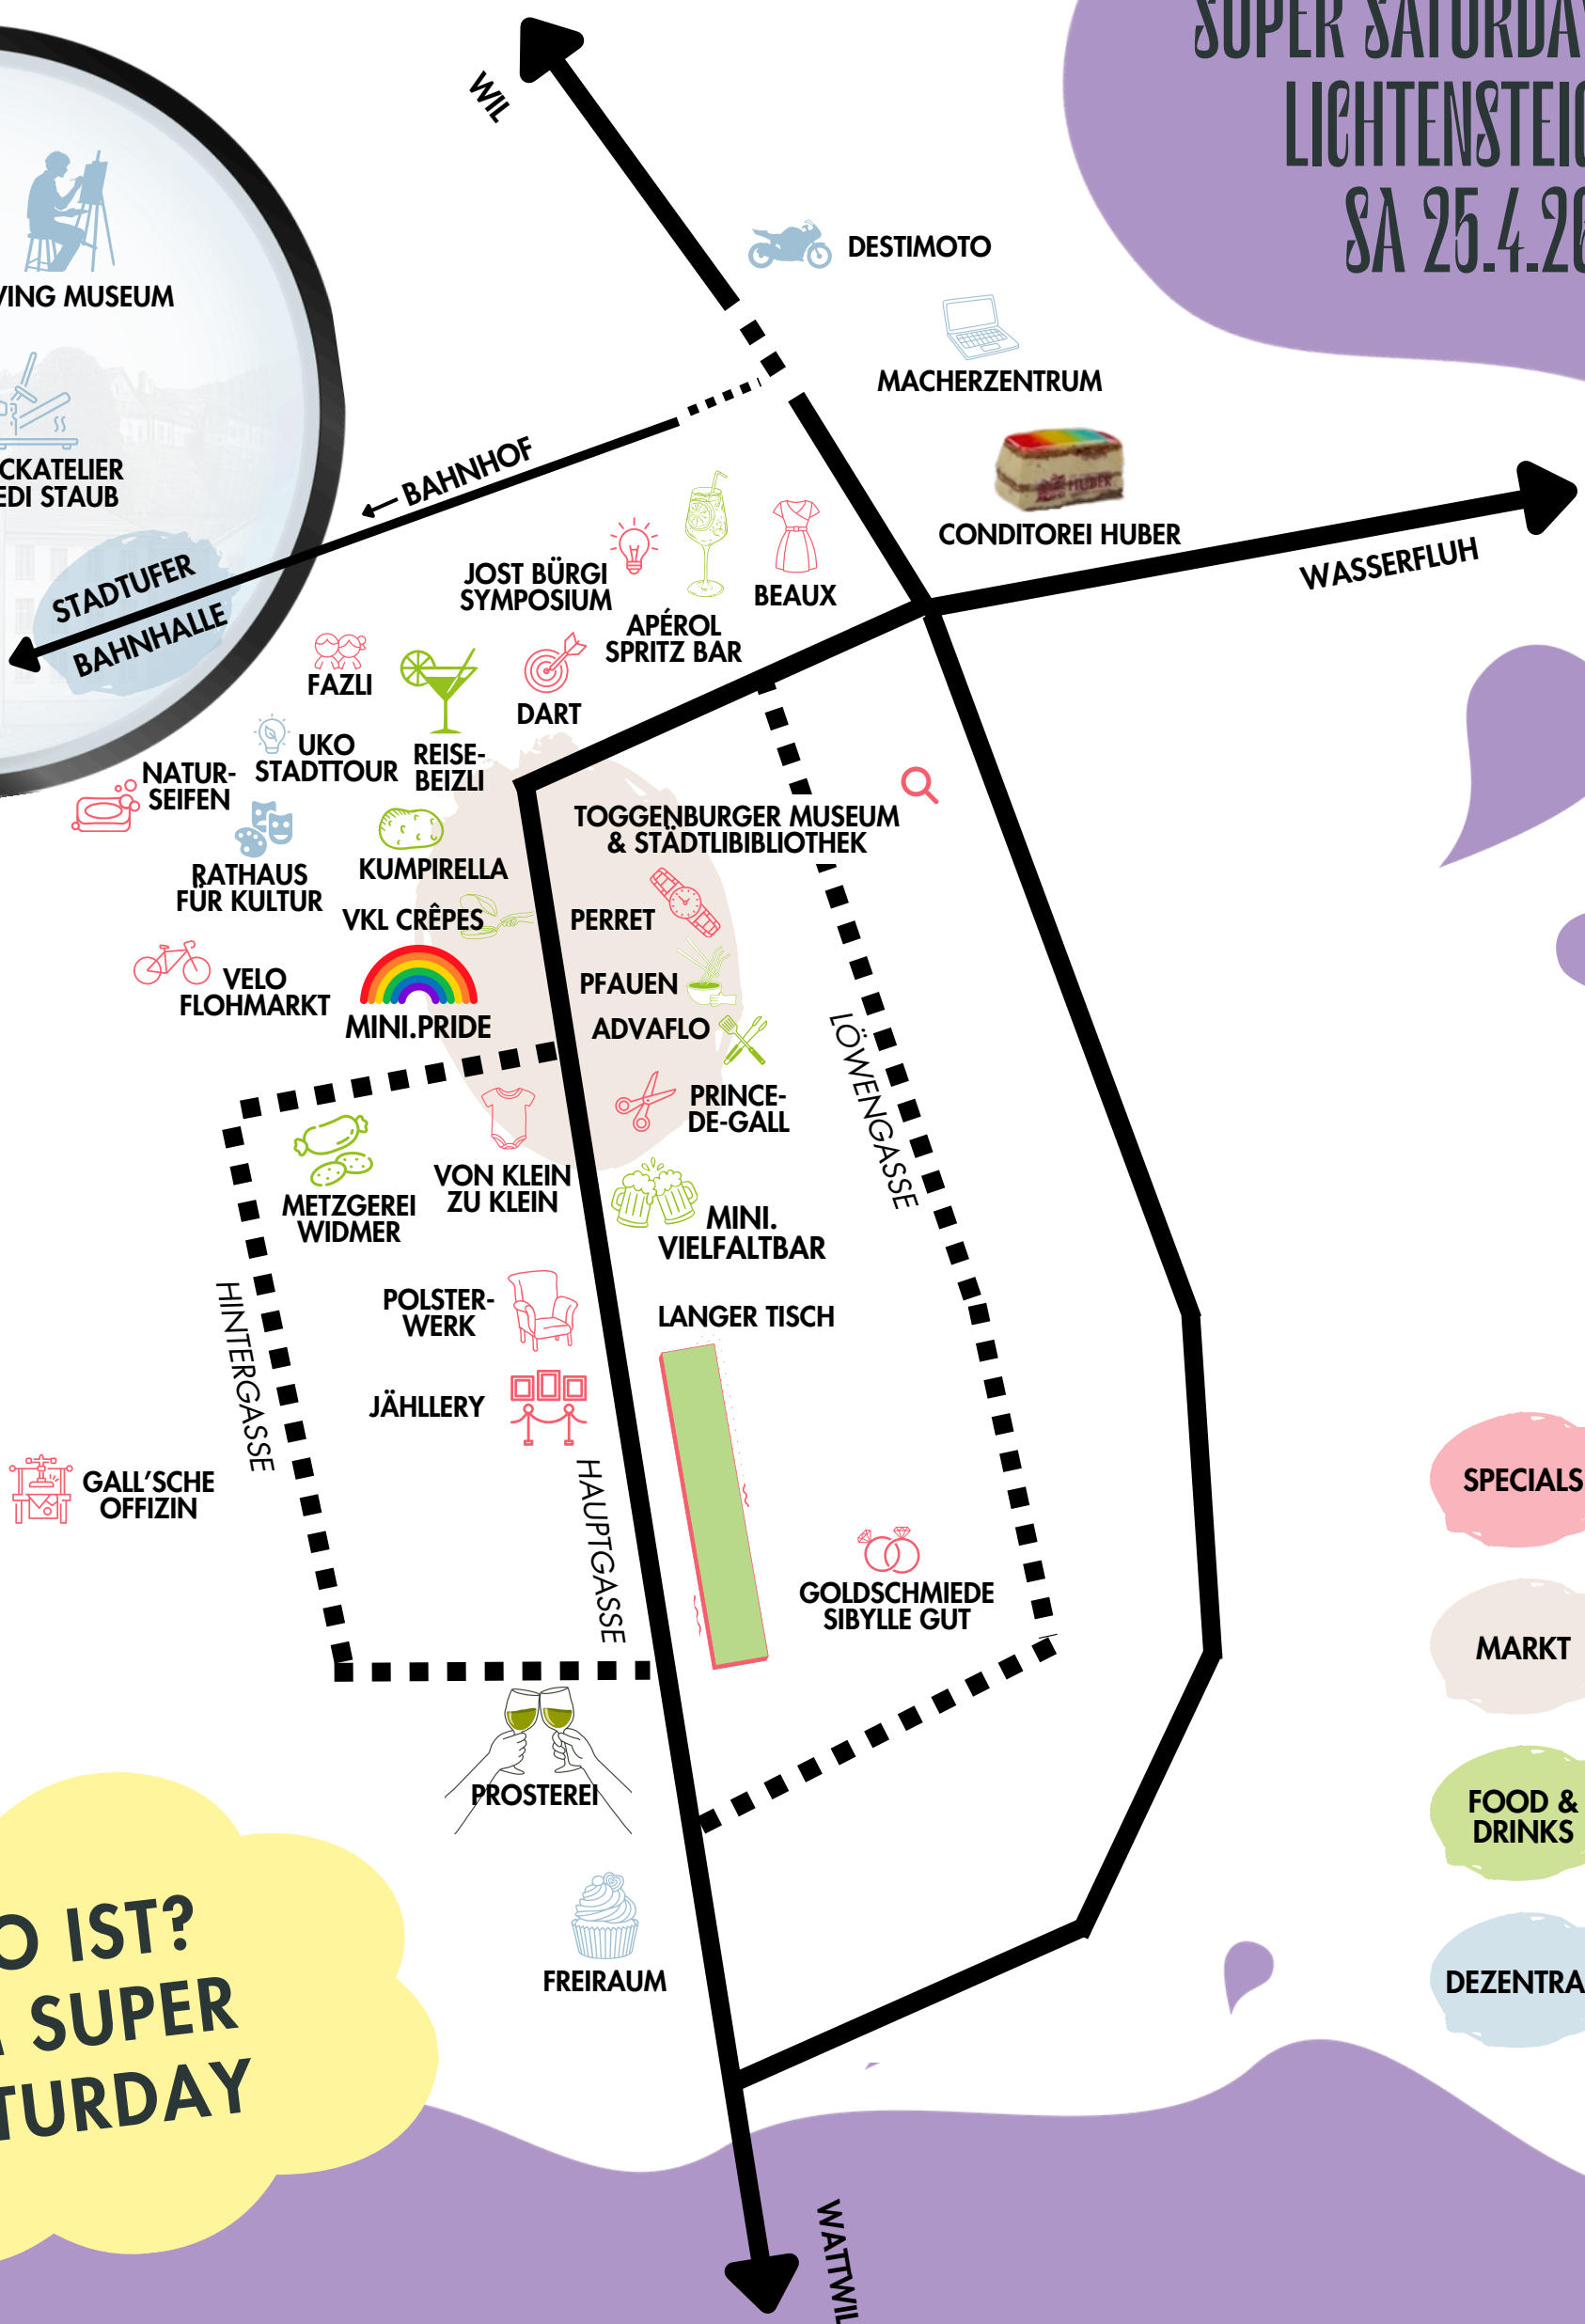 SUPER SATURDAY
LICHTENSTEIG
SA 25.4.26
WIL
DESTIMOTO
VING MUSEUM
MACHERZENTRUM
CKATELIER
EDI STAUB
BAHNHOF
HUBER
CONDITOREI HUBER
WASSERFLUH
STADTUFER
BAHNHALLE
JOST BÜRGI
SYMPOSIUM
BEAUX
APÉROL
SPRITZ BAR
FAZLI
DART
UKO
STADTTOUR
REISE-
BEIZLI
NATUR-
SEIFEN
TOGGENBURGER MUSEUM
& STÄDTLIBIBLIOTHEK
RATHAUS
FÜR KULTUR
KUMPIRELLA
VKL CRÊPES
PERRET
VELO
FLOHMARKT
PFAUEN
MINI.PRIDE
ADVAFLO
LÖWENGASSE
PRINCE-
DE-GALL
METZGEREI
WIDMER
VON KLEIN
ZU KLEIN
MINI.
VIELFALTBAR
HINTERGASSE
POLSTER-
WERK
LANGER TISCH
JÄHLLERY
GALL'SCHE
OFFIZIN
HAUPTGASSE
GOLDSCHMIEDE
SIBYLLE GUT
SPECIALS
MARKT
PROSTEREI
FOOD &
DRINKS
FREIRAUM
DEZENTRA
O IST?
SUPER
TURDAY
WATTWIL